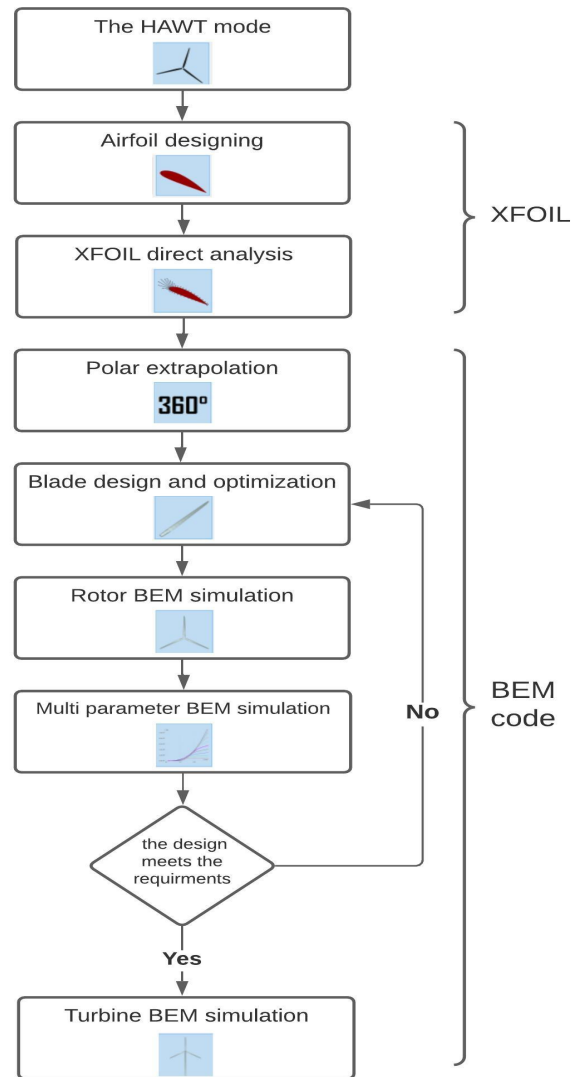 The HAWT mode
Airfoil designing
XFOIL direct analysis
XFOIL
Polar extrapolation
360°
Blade design and optimization
Rotor BEM simulation
Multi parameter BEM simulation
No
BEM
code
the design
meets the
requirments
Yes
Turbine BEM simulation